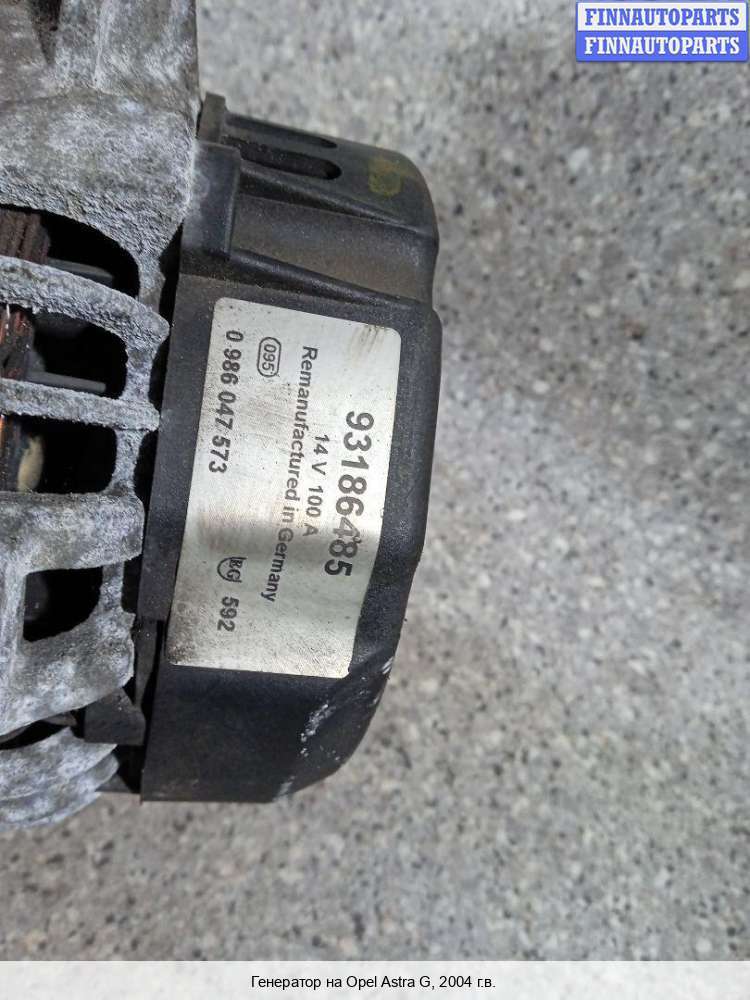 FINNAUTOPARTS
FINNAUTOPARTS
93186485
14 V 100 A
Remanufactured in Germany
095
0 986 047 573
592
Генератор на Opel Astra G, 2004 г.в.